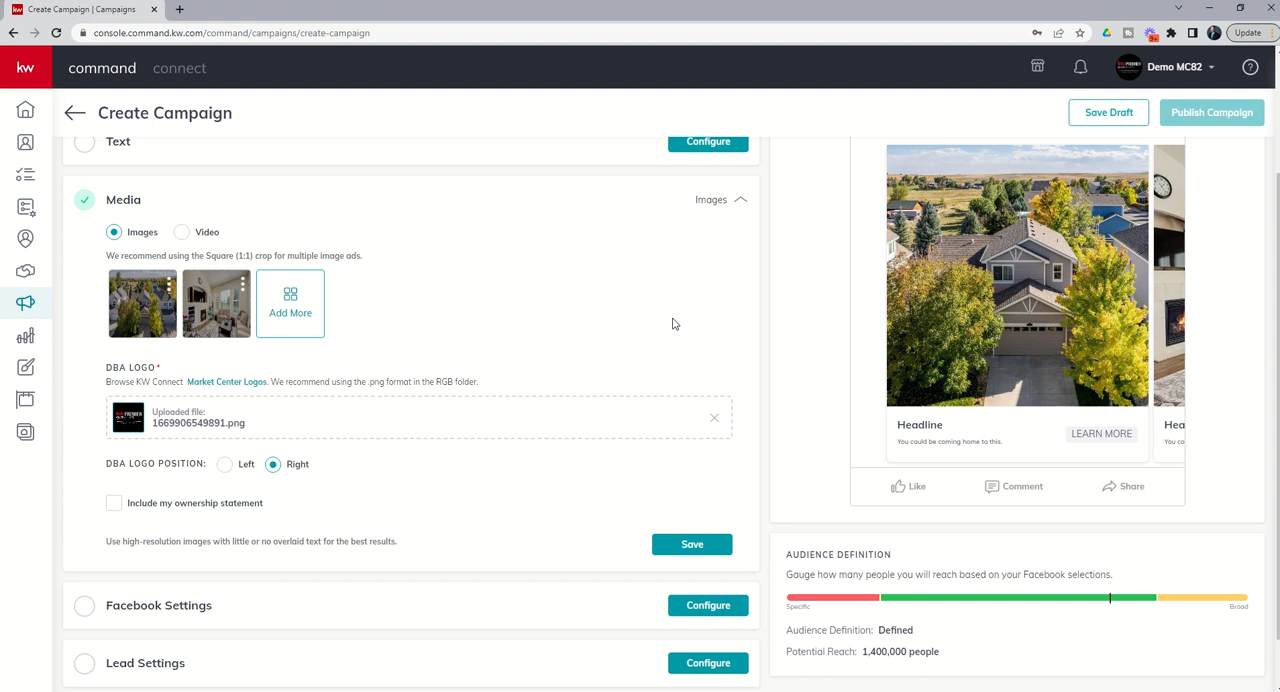 kw Create Campaign | Campaigns
console.command.kw.com/command/campaigns/create-campaign
9+
Update
kw
command connect
Demo MC82
?
Create Campaign
Save Draft
Publish Campaign
Text
Configure
Media
Images
Images Video
We recommend using the Square (1:1) crop for multiple image ads.
Add More
DBA LOGO*
Browse KW Connect Market Center Logos. We recommend using the .png format in the RGB folder.
Uploaded file:
1669906549891.png
DBA LOGO POSITION: Left Right
Include my ownership statement
Use high-resolution images with little or no overlaid text for the best results.
Save
Facebook Settings
Configure
Lead Settings
Configure
Headline
You could be coming home to this.
LEARN MORE
Hea
You co
Like Comment Share
AUDIENCE DEFINITION
Gauge how many people you will reach based on your Facebook selections.
Specific Broad
Audience Definition: Defined
Potential Reach: 1,400,000 people